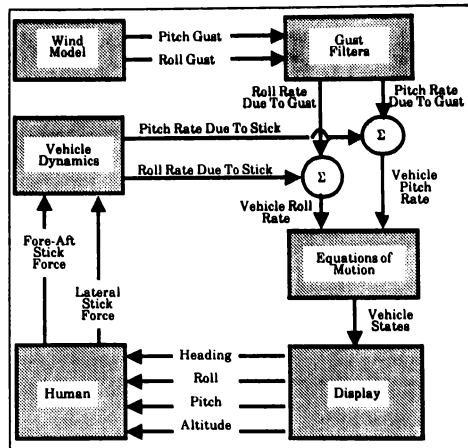 Wind
Model
Pitch Gust
Roll Gust
Gust
Filters
Roll Rate
Due To Gust
Pitch Rate
Due To Gust
Vehicle
Dynamics
Pitch Rate Due To Stick
Roll Rate Due To Stick
Σ
Σ
Vehicle
Pitch
Rate
Vehicle Roll
Rate
Fore-Aft
Stick
Force
Lateral
Stick
Force
Equations of
Motion
Vehicle
States
Human
Heading
Roll
Pitch
Altitude
Display